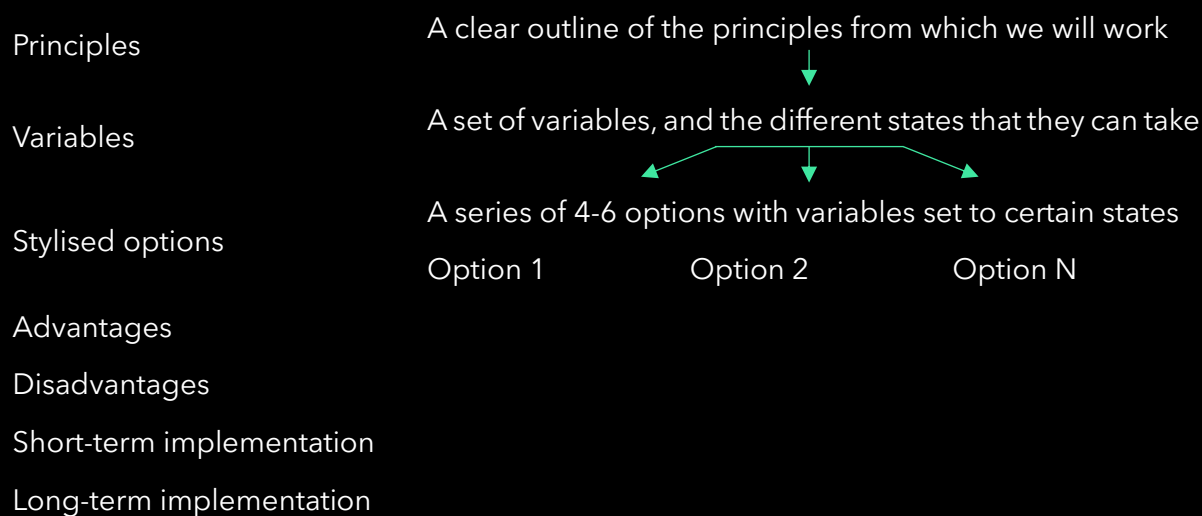 Principles
A clear outline of the principles from which we will work
Variables
A set of variables, and the different states that they can take
Stylised options
A series of 4-6 options with variables set to certain states
Option 1
Option 2
Option N
Advantages
Disadvantages
Short-term implementation
Long-term implementation